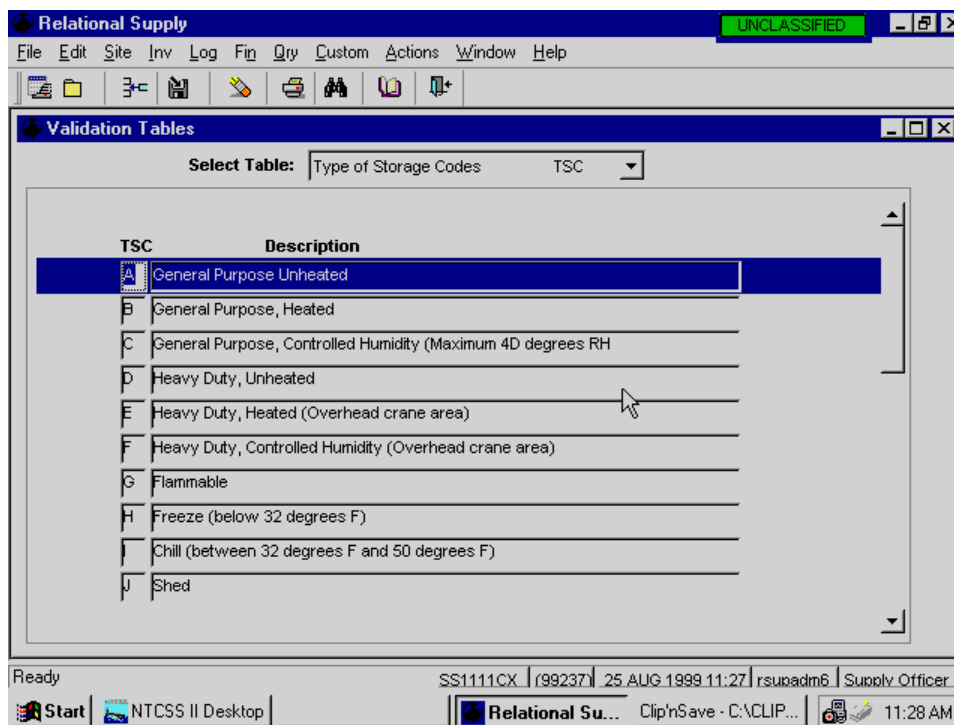 Relational Supply UNCLASSIFIED
File Edit Site Inv Log Fin Qry Custom Actions Window Help
Validation Tables
Select Table: Type of Storage Codes TSC
TSC Description
A General Purpose Unheated
B General Purpose, Heated
C General Purpose, Controlled Humidity (Maximum 4D degrees RH
D Heavy Duty, Unheated
E Heavy Duty, Heated (Overhead crane area)
F Heavy Duty, Controlled Humidity (Overhead crane area)
G Flammable
H Freeze (below 32 degrees F)
I Chill (between 32 degrees F and 50 degrees F)
J Shed
Ready SS1111CX (99237) 25 AUG 1999 11:27 rsupadm6 Supply Officer
Start NTCSS II Desktop Relational Su... Clip'nSave - C:\CLIP... 11:28 AM